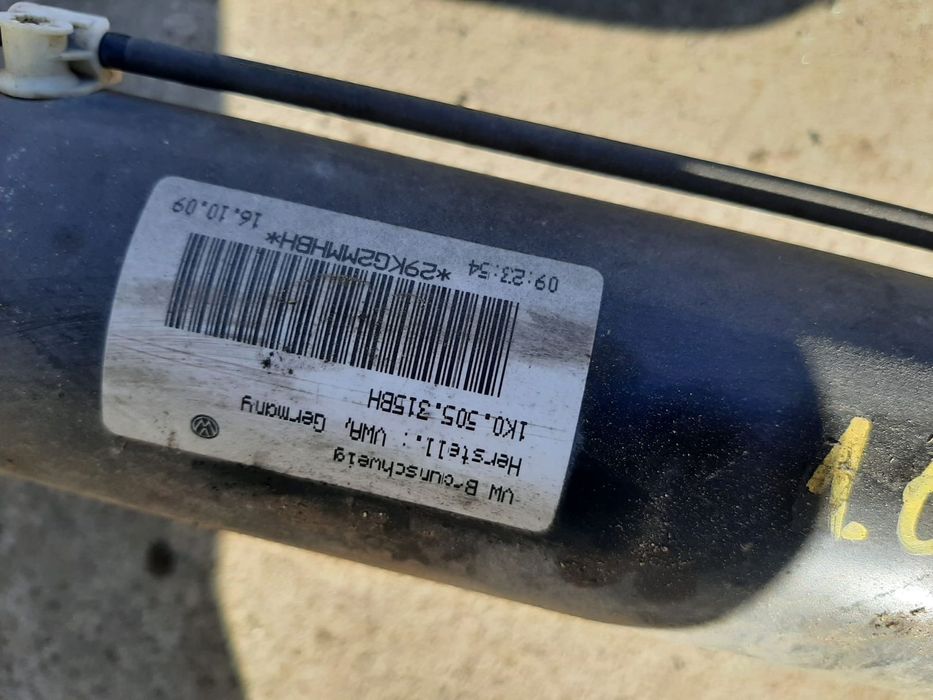 VW Braunschweig
Herstell.: VWA, Germany
1K0.505.315BH
*29KG2MMHBH*
09:23:54 16.10.09